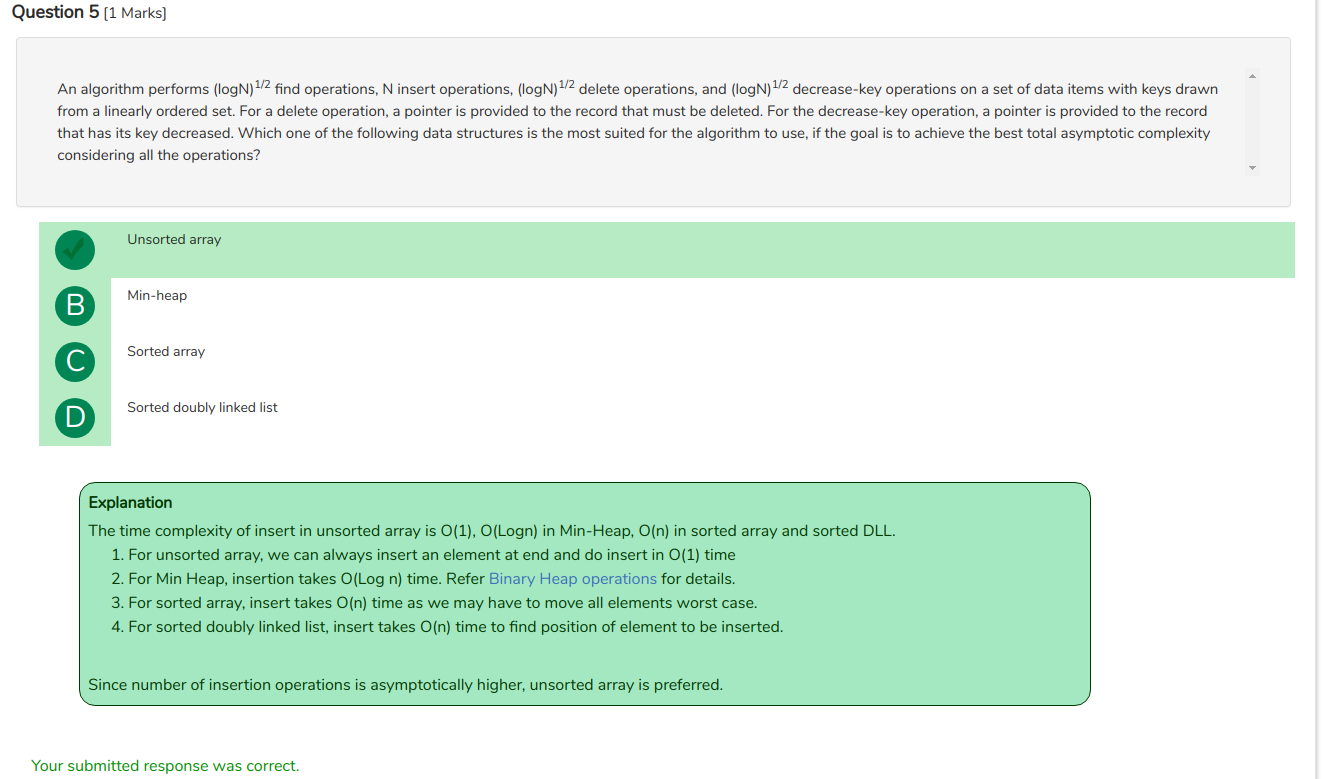 Question 5 [1 Marks]
An algorithm performs (logN)^1/2 find operations, N insert operations, (logN)^1/2 delete operations, and (logN)^1/2 decrease-key operations on a set of data items with keys drawn
from a linearly ordered set. For a delete operation, a pointer is provided to the record that must be deleted. For the decrease-key operation, a pointer is provided to the record
that has its key decreased. Which one of the following data structures is the most suited for the algorithm to use, if the goal is to achieve the best total asymptotic complexity
considering all the operations?
Unsorted array
B Min-heap
C Sorted array
D Sorted doubly linked list
Explanation
The time complexity of insert in unsorted array is O(1), O(Logn) in Min-Heap, O(n) in sorted array and sorted DLL.
1. For unsorted array, we can always insert an element at end and do insert in O(1) time
2. For Min Heap, insertion takes O(Log n) time. Refer Binary Heap operations for details.
3. For sorted array, insert takes O(n) time as we may have to move all elements worst case.
4. For sorted doubly linked list, insert takes O(n) time to find position of element to be inserted.
Since number of insertion operations is asymptotically higher, unsorted array is preferred.
Your submitted response was correct.